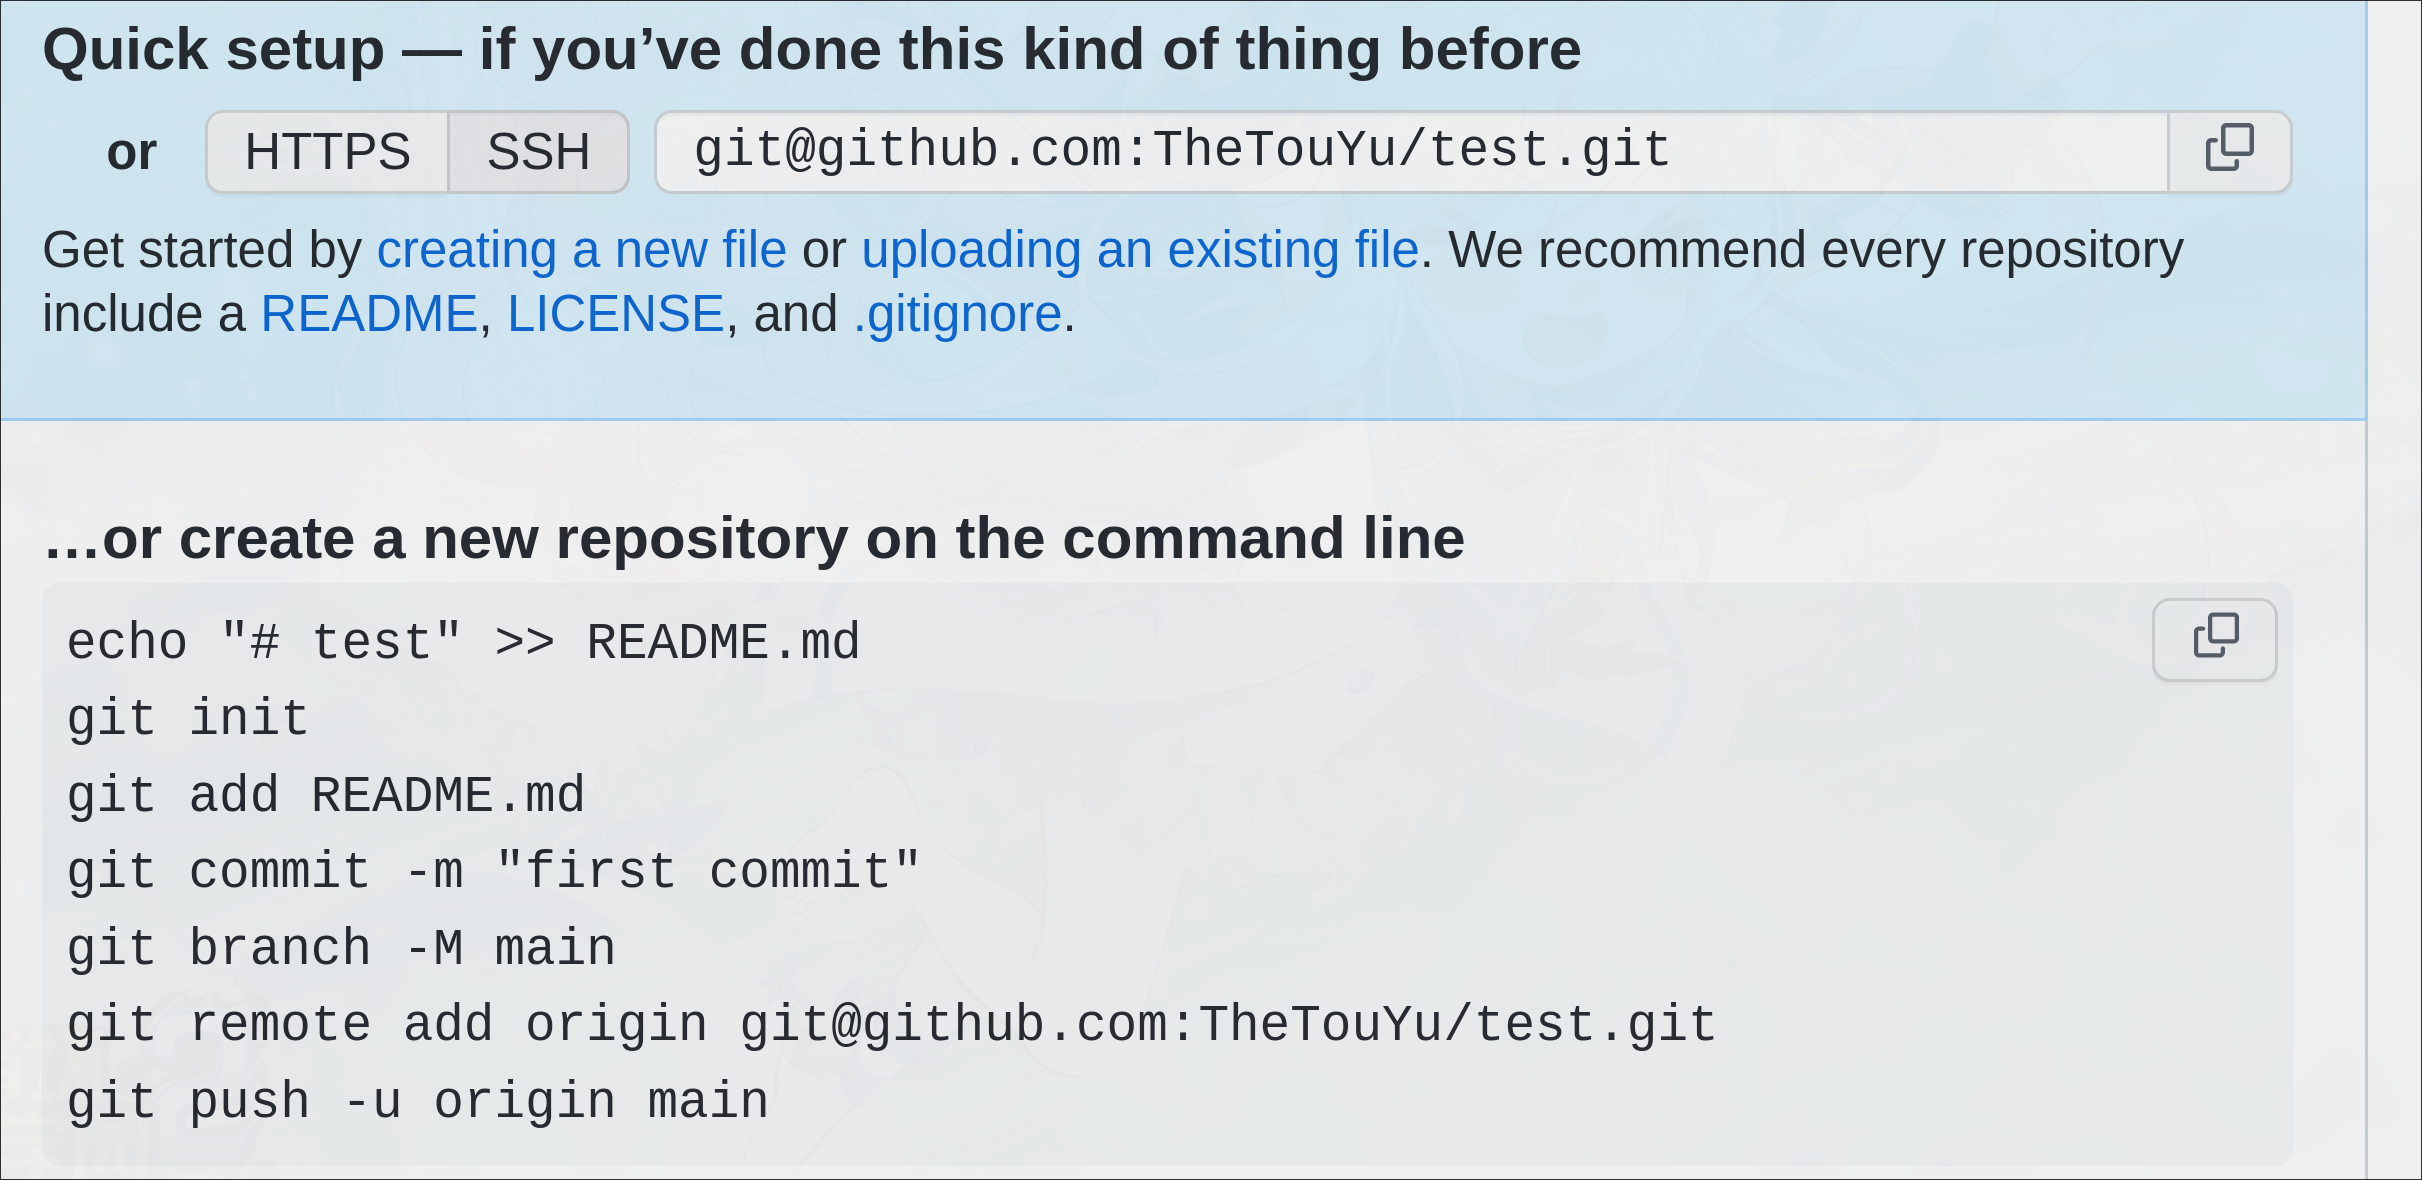 Quick setup — if you’ve done this kind of thing before
or HTTPS SSH git@github.com:TheTouYu/test.git
Get started by creating a new file or uploading an existing file. We recommend every repository
include a README, LICENSE, and .gitignore.
…or create a new repository on the command line
echo "# test" >> README.md
git init
git add README.md
git commit -m "first commit"
git branch -M main
git remote add origin git@github.com:TheTouYu/test.git
git push -u origin main